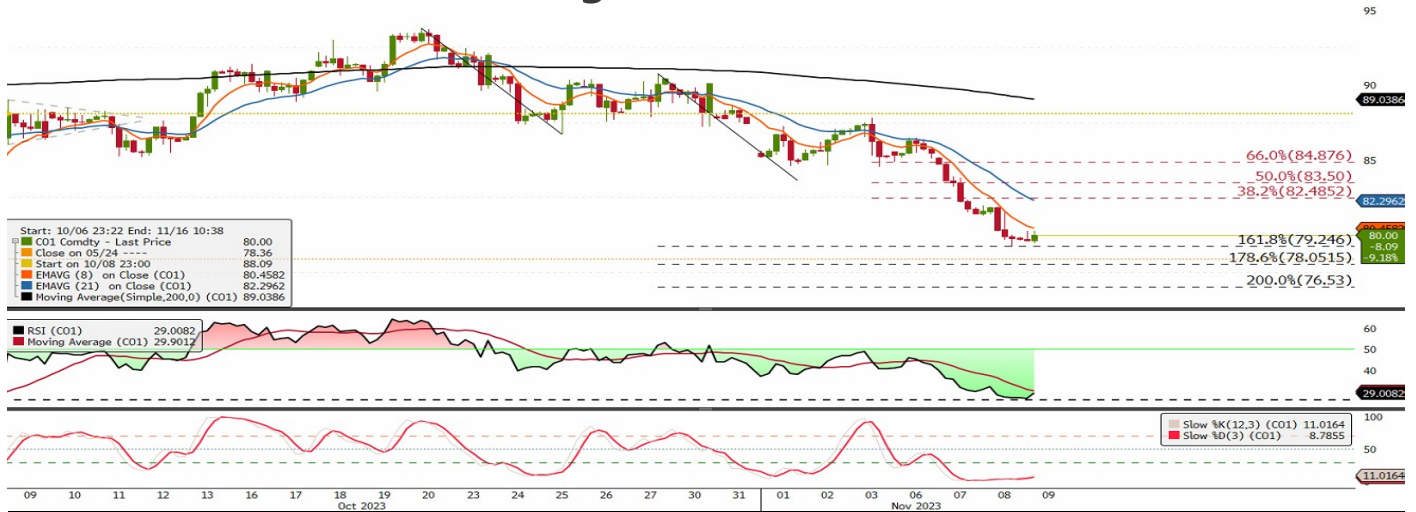 95
90
89.0386
85
66.0%(84.876)
50.0%(83.50)
38.2%(82.4852)
82.2962
80.00
-8.09
-9.18%
161.8%(79.246)
178.6%(78.0515)
200.0%(76.53)
Start: 10/06 23:22 End: 11/16 10:38
CO1 Comdty - Last Price 80.00
Close on 05/24 ---- 78.36
Start on 10/08 23:00 88.09
EMAVG (8) on Close (CO1) 80.4582
EMAVG (21) on Close (CO1) 82.2962
Moving Average(Simple,200,0) (CO1) 89.0386
RSI (CO1) 29.0082
Moving Average (CO1) 29.9012
60
50
40
29.0082
Slow %K(12,3) (CO1) 11.0164
Slow %D(3) (CO1) 8.7855
100
50
11.0164
09 10 11 12 13 16 17 18 19 20 23 24 25 26 27 30 31 01 02 03 06 07 08 09
Oct 2023 Nov 2023